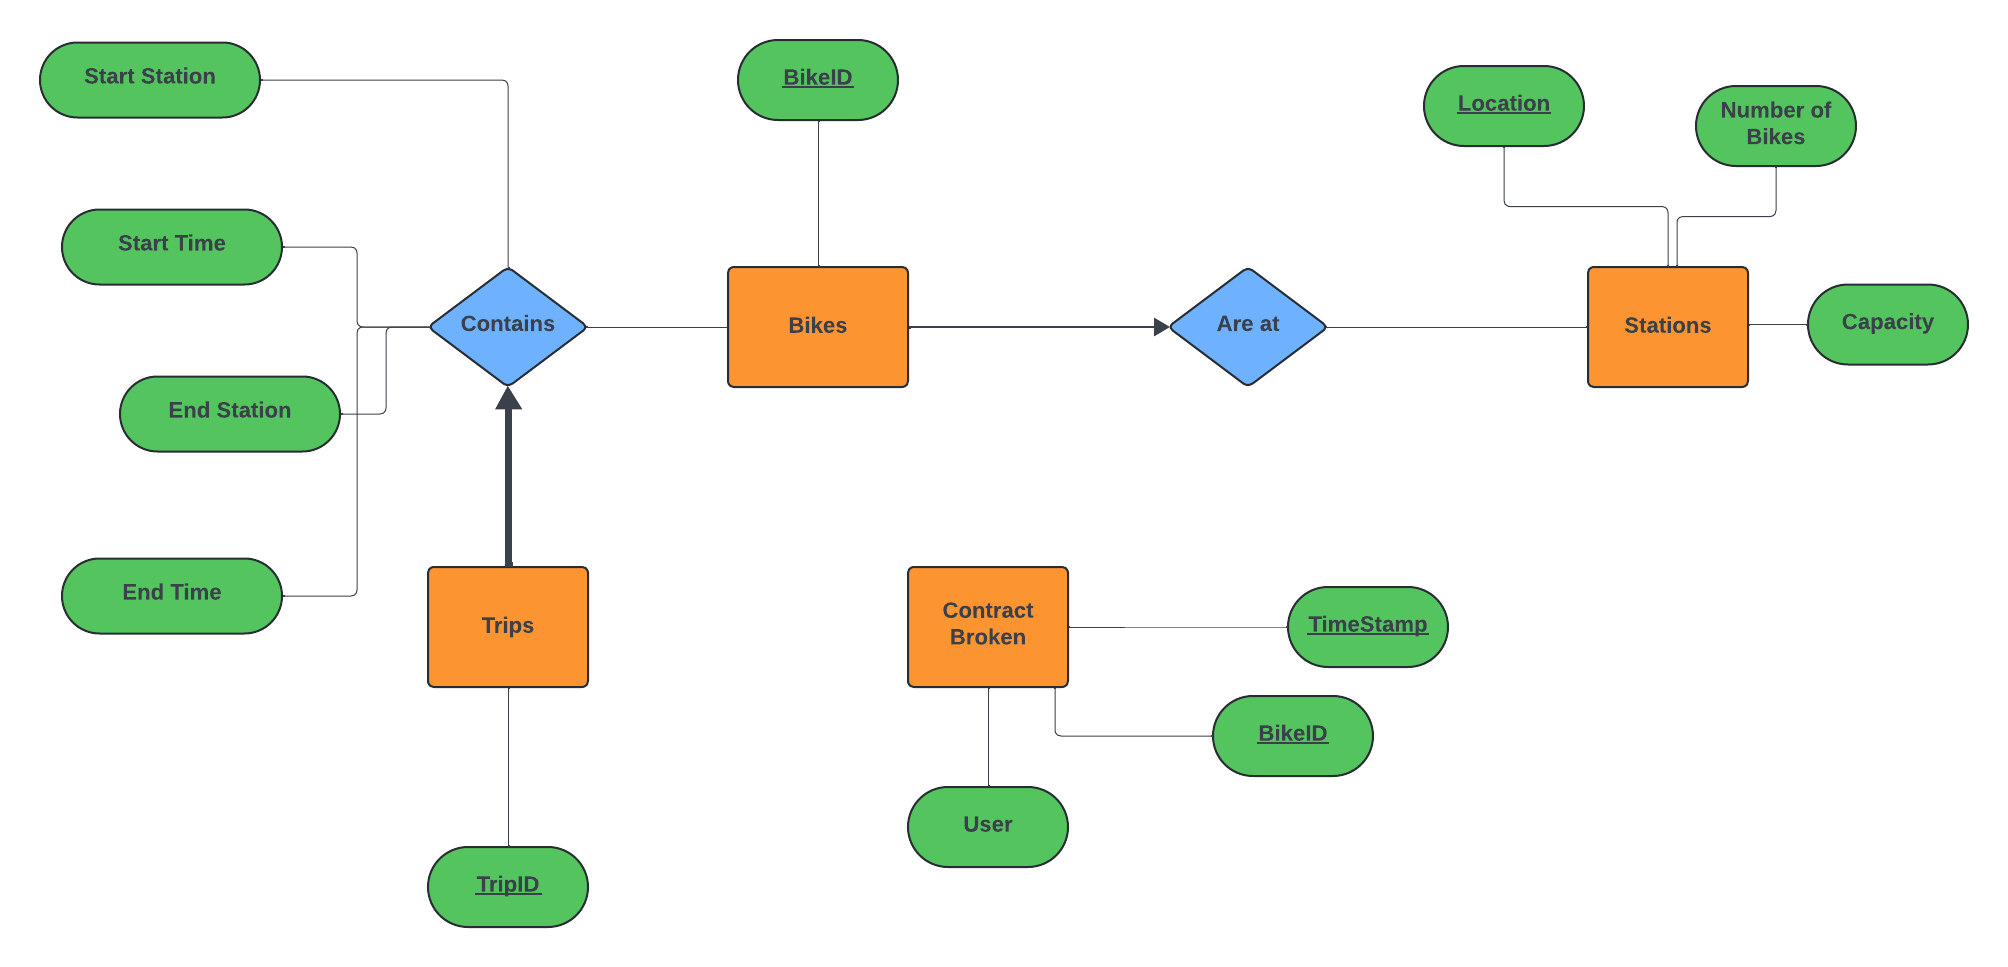 Start Station
BikeID
Location
Number of
Bikes
Start Time
Contains
Bikes
Are at
Stations
Capacity
End Station
End Time
Trips
Contract
Broken
TimeStamp
BikeID
User
TripID